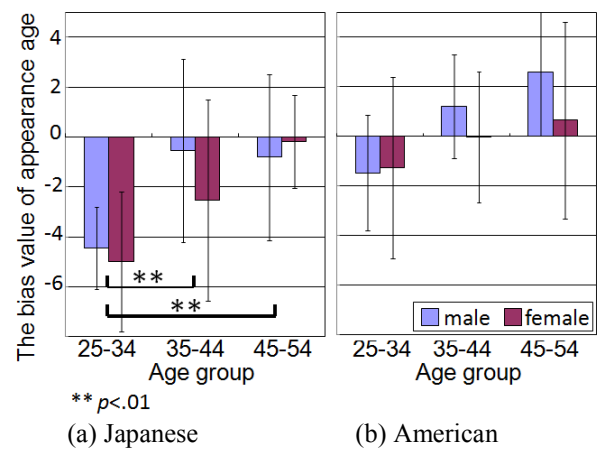 The bias value of appearance age
4
2
0
-2
-4
-6
**
**
male female
25-34 35-44 45-54 25-34 35-44 45-54
Age group Age group
** p<.01
(a) Japanese (b) American